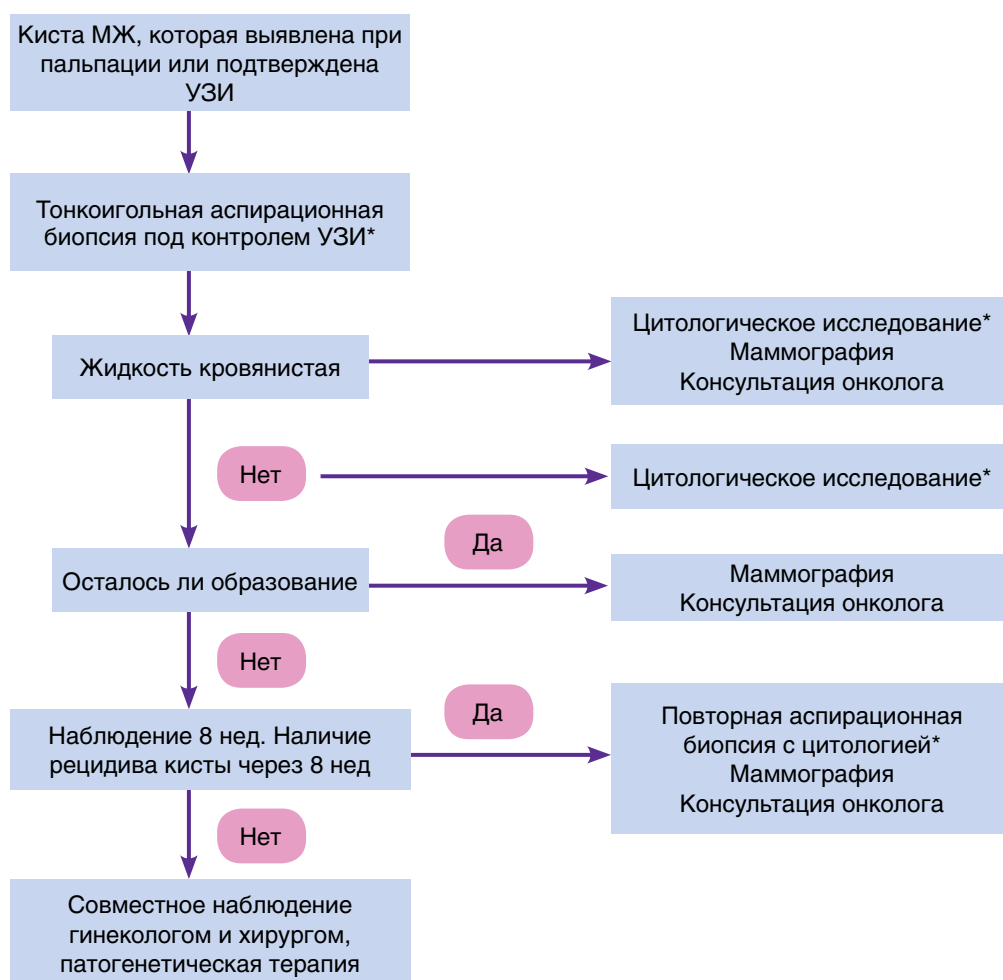 Киста МЖ, которая выявлена при
пальпации или подтверждена
УЗИ
Тонкоигольная аспирационная
биопсия под контролем УЗИ*
Жидкость кровянистая
Цитологическое исследование*
Маммография
Консультация онколога
Нет
Цитологическое исследование*
Да
Осталось ли образование
Маммография
Консультация онколога
Нет
Да
Наблюдение 8 нед. Наличие
рецидива кисты через 8 нед
Повторная аспирационная
биопсия с цитологией*
Маммография
Консультация онколога
Нет
Совместное наблюдение
гинекологом и хирургом,
патогенетическая терапия